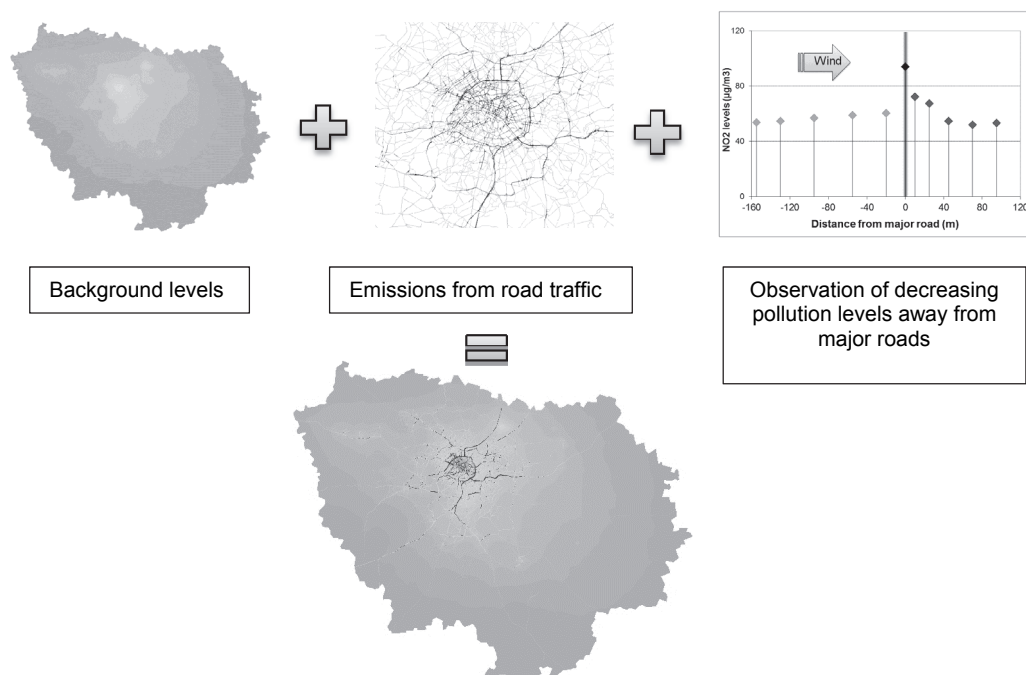 120
80
40
0
NO2 levels (µg/m3)
Wind
-160 -120 -80 -40 0 40 80 120
Distance from major road (m)
Background levels
Emissions from road traffic
Observation of decreasing
pollution levels away from
major roads